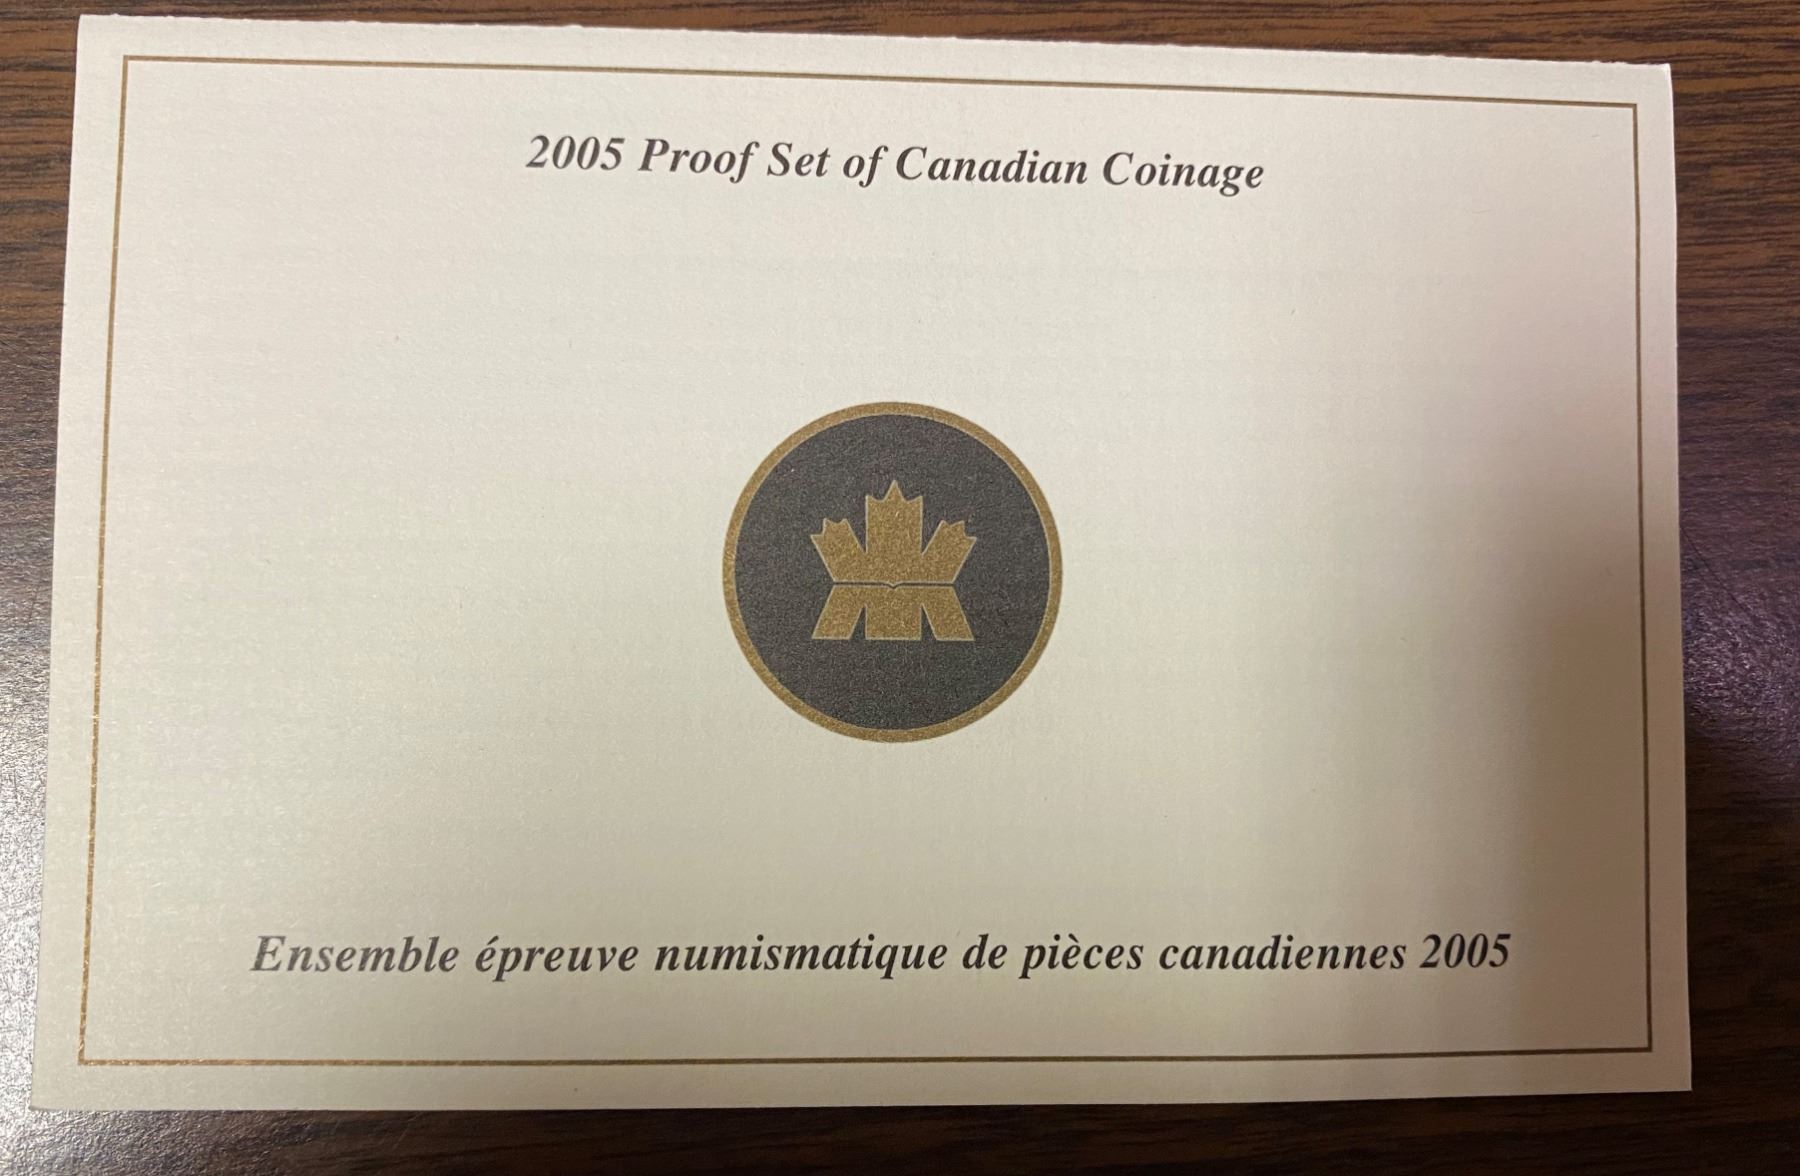 2005 Proof Set of Canadian Coinage
Ensemble épreuve numismatique de pièces canadiennes 2005